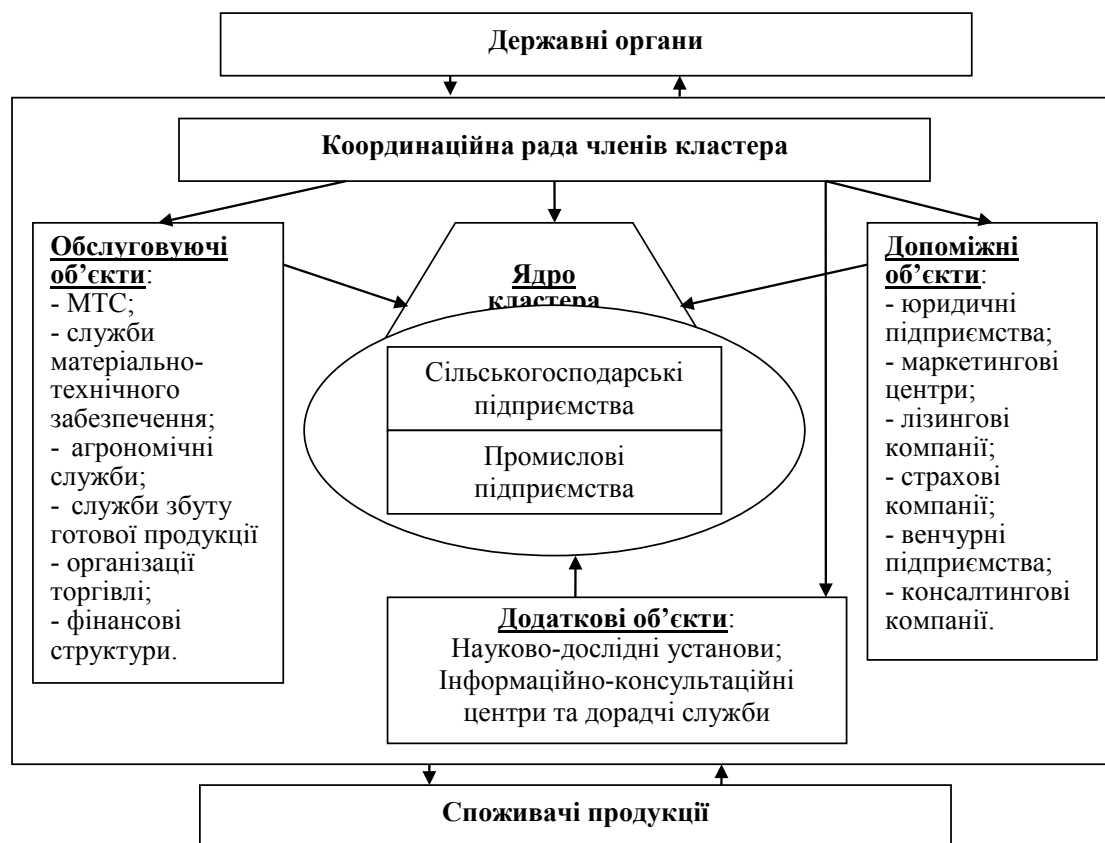 Державні органи
Координаційна рада членів кластера
Обслуговуючі
об’єкти:
- МТС;
- служби
матеріально-
технічного
забезпечення;
- агрономічні
служби;
- служби збуту
готової продукції
- організації
торгівлі;
- фінансові
структури.
Ядро
кластера
Сільськогосподарські
підприємства
Промислові
підприємства
Допоміжні
об’єкти:
- юридичні
підприємства;
- маркетингові
центри;
- лізингові
компанії;
- страхові
компанії;
- венчурні
підприємства;
- консалтингові
компанії.
Додаткові об’єкти:
Науково-дослідні установи;
Інформаційно-консультаційні
центри та дорадчі служби
Споживачі продукції